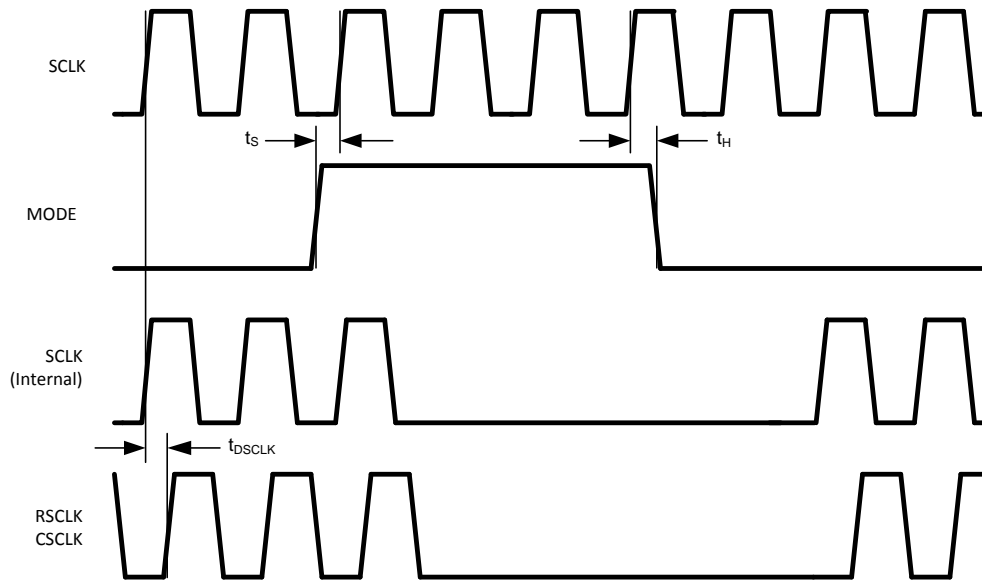 SCLK
tS
tH
MODE
SCLK
(Internal)
tDSCLK
RSCLK
CSCLK